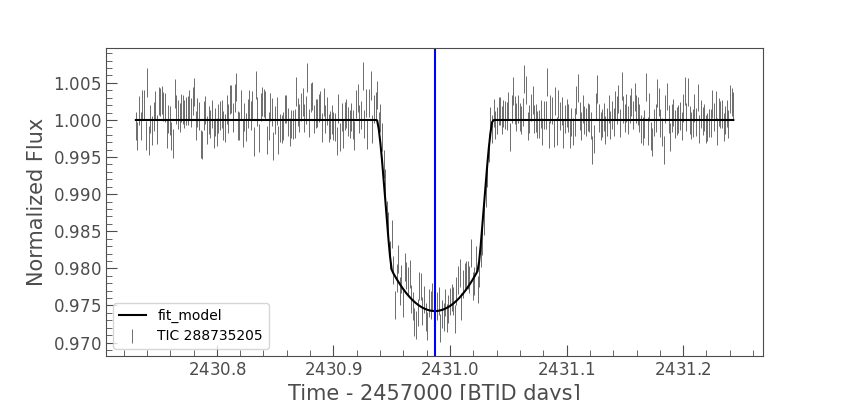 Normalized Flux
1.005
1.000
0.995
0.990
0.985
0.980
0.975
0.970
fit_model
TIC 288735205
2430.8 2430.9 2431.0 2431.1 2431.2
Time - 2457000 [BTJD days]